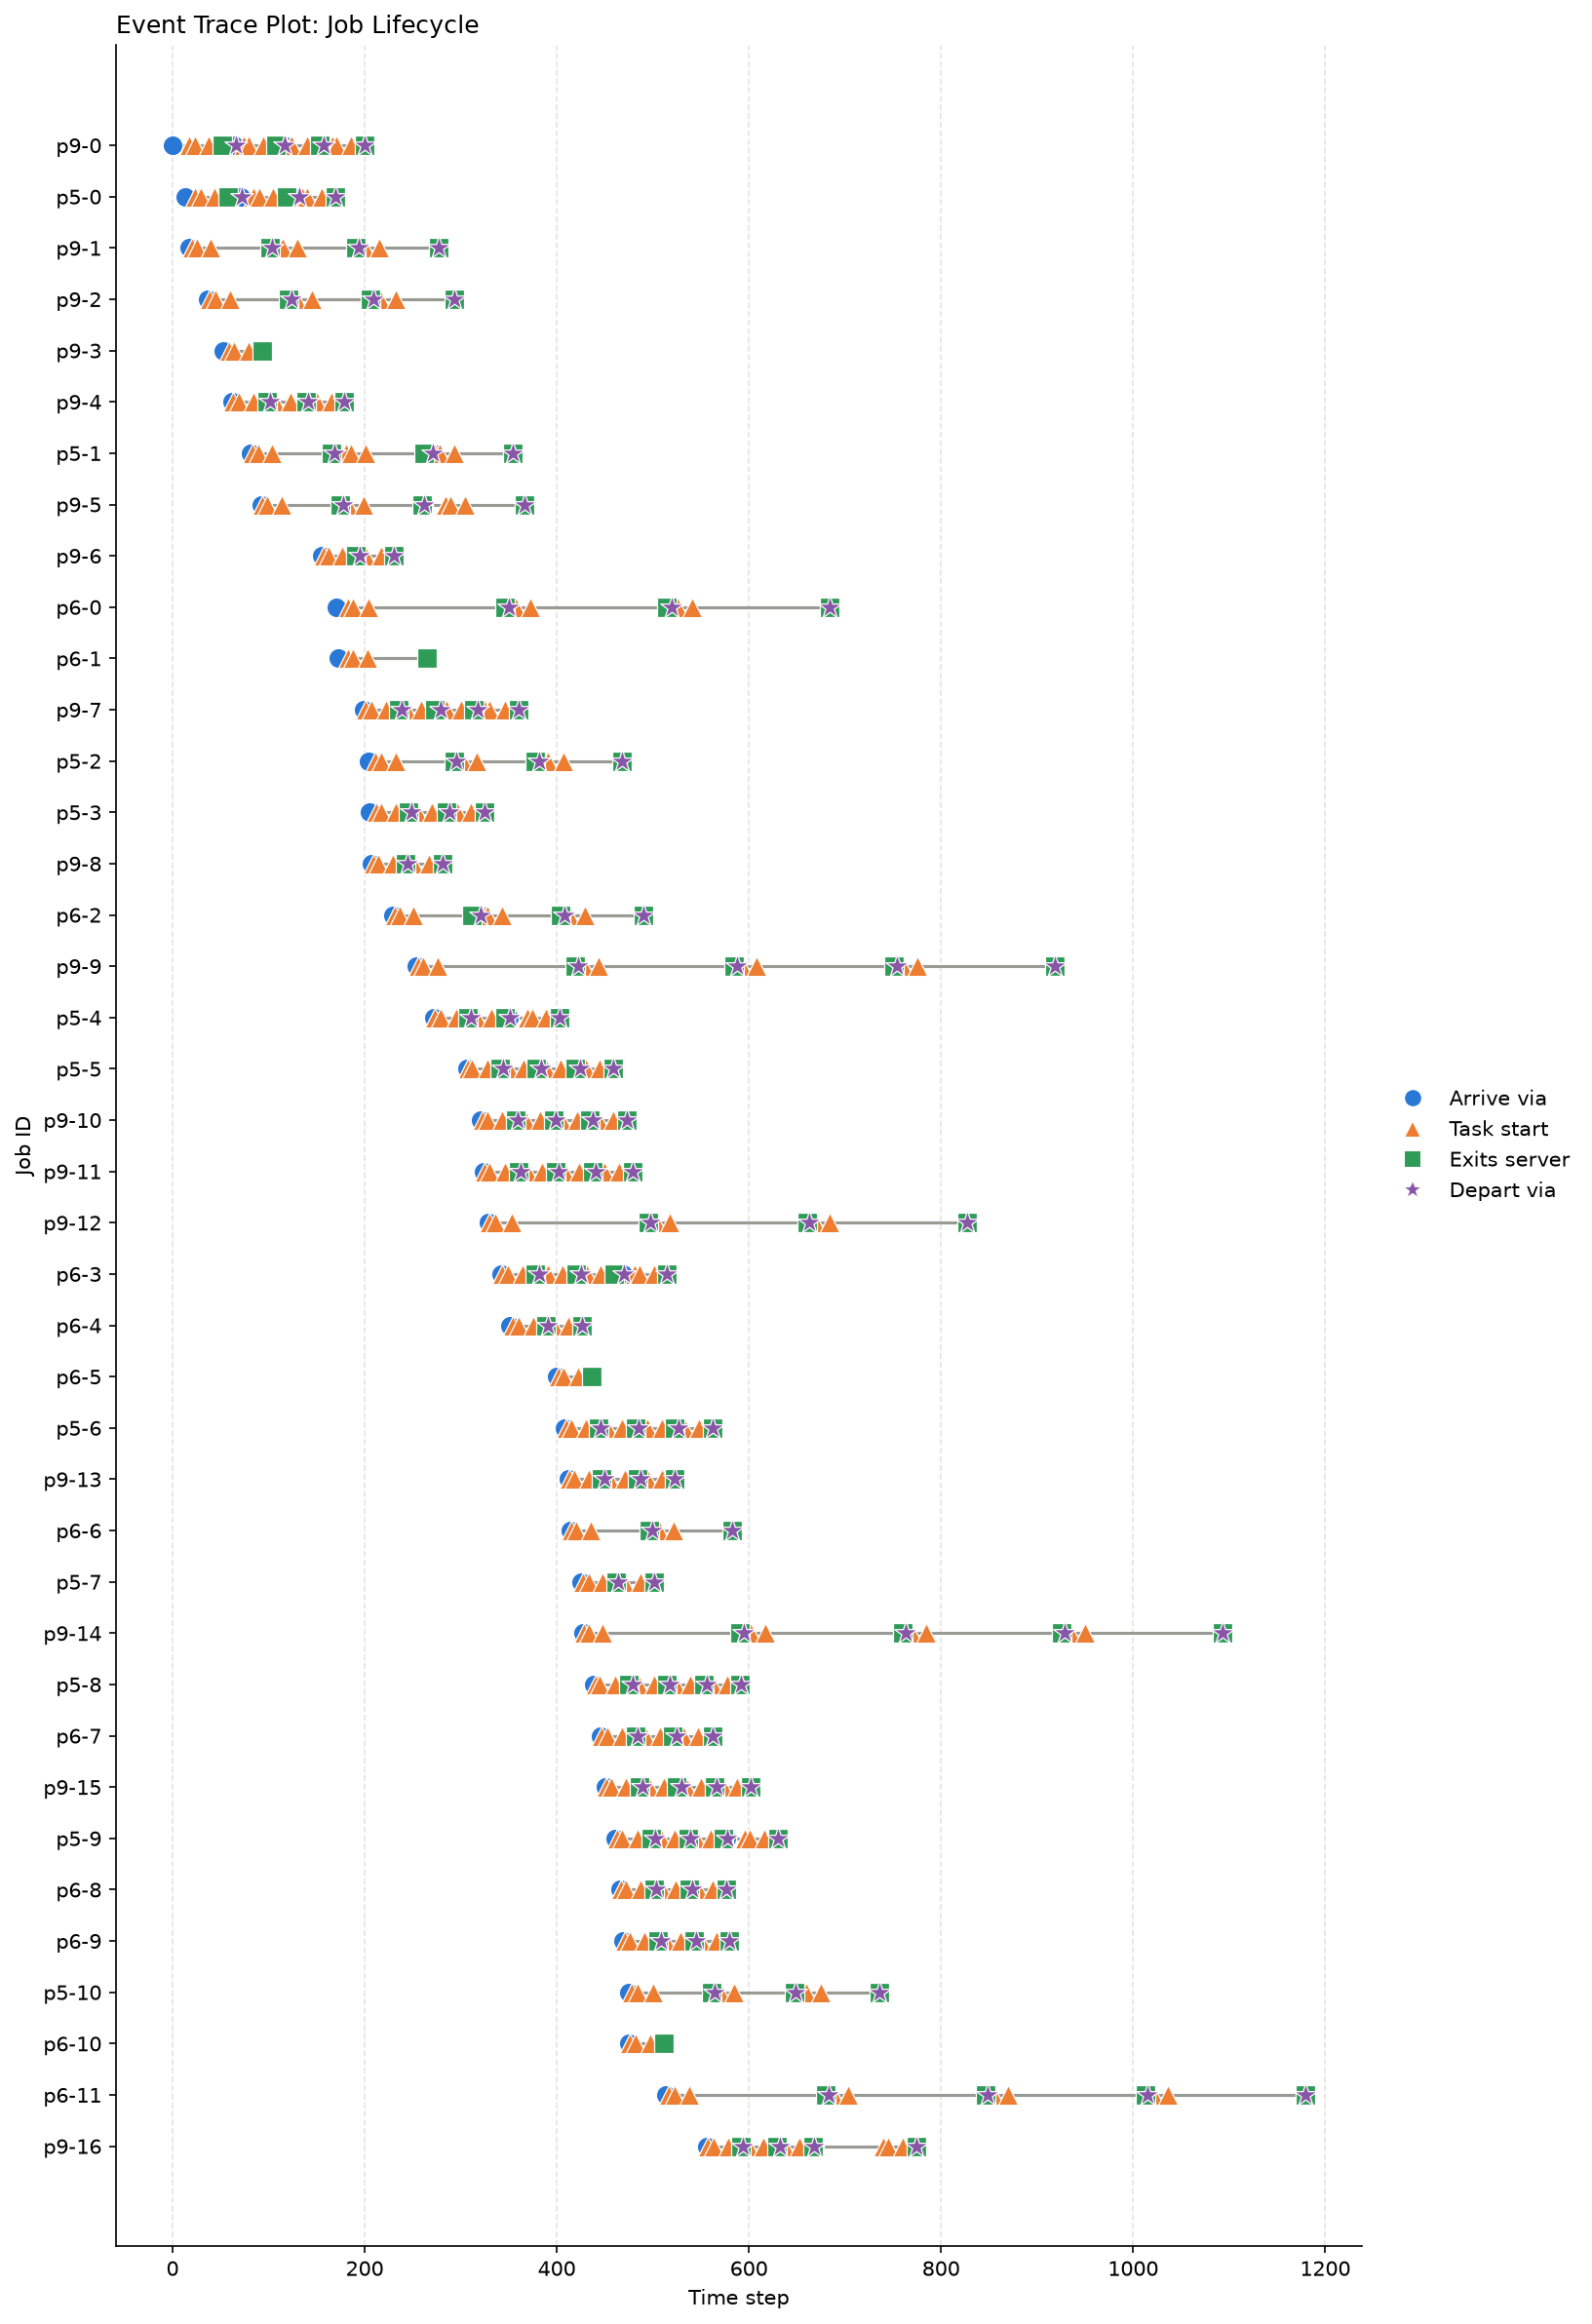 Event Trace Plot: Job Lifecycle
p9-0
p5-0
p9-1
p9-2
p9-3
p9-4
p5-1
p9-5
p9-6
p6-0
p6-1
p9-7
p5-2
p5-3
p9-8
p6-2
p9-9
p5-4
p5-5
p9-10
p9-11
p9-12
p6-3
p6-4
p6-5
p5-6
p9-13
p6-6
p5-7
p9-14
p5-8
p6-7
p9-15
p5-9
p6-8
p6-9
p5-10
p6-10
p6-11
p9-16
Job ID
0 200 400 600 800 1000 1200
Time step
Arrive via
Task start
Exits server
Depart via